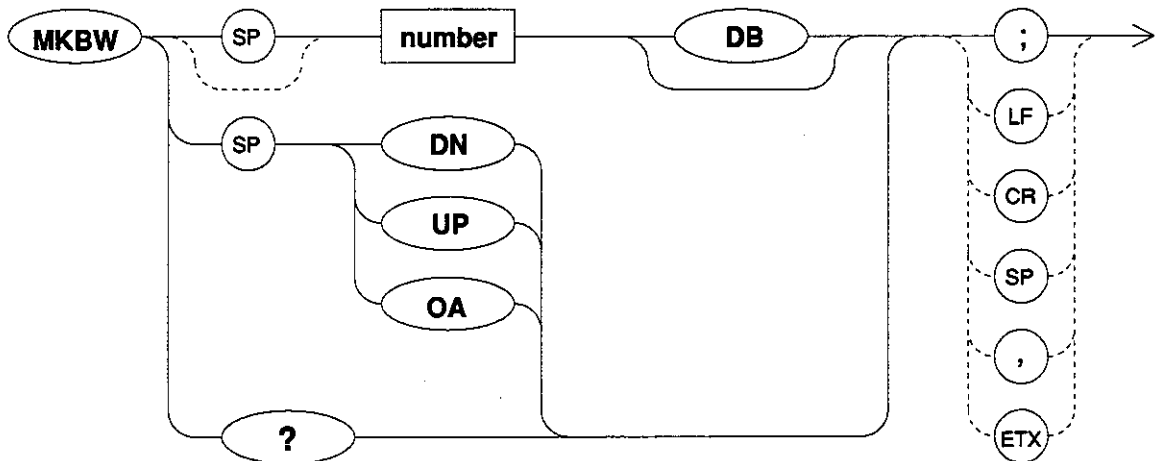 MKBW SP number DB ;
LF
SP DN
CR
UP
SP
OA
,
? ETX